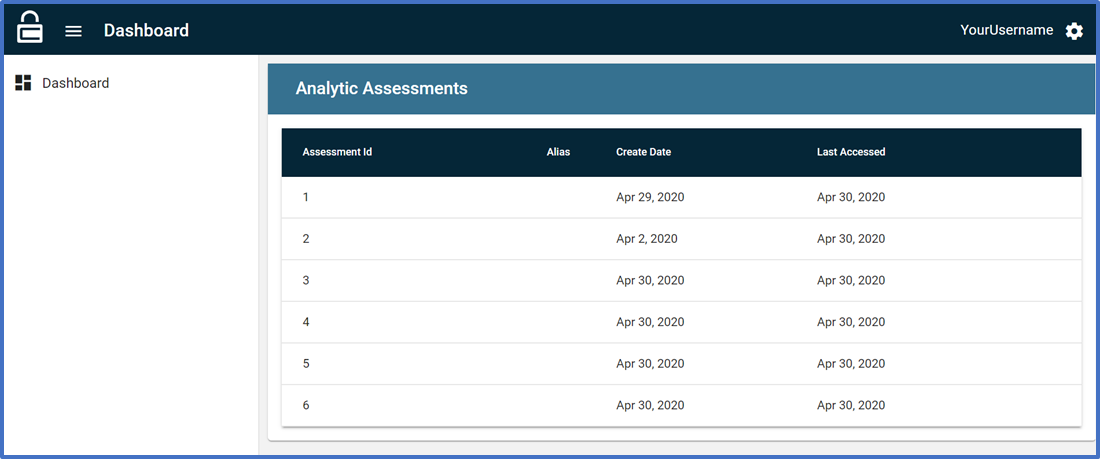 Dashboard YourUsername
Dashboard
Analytic Assessments
Assessment Id Alias Create Date Last Accessed
1 Apr 29, 2020 Apr 30, 2020
2 Apr 2, 2020 Apr 30, 2020
3 Apr 30, 2020 Apr 30, 2020
4 Apr 30, 2020 Apr 30, 2020
5 Apr 30, 2020 Apr 30, 2020
6 Apr 30, 2020 Apr 30, 2020